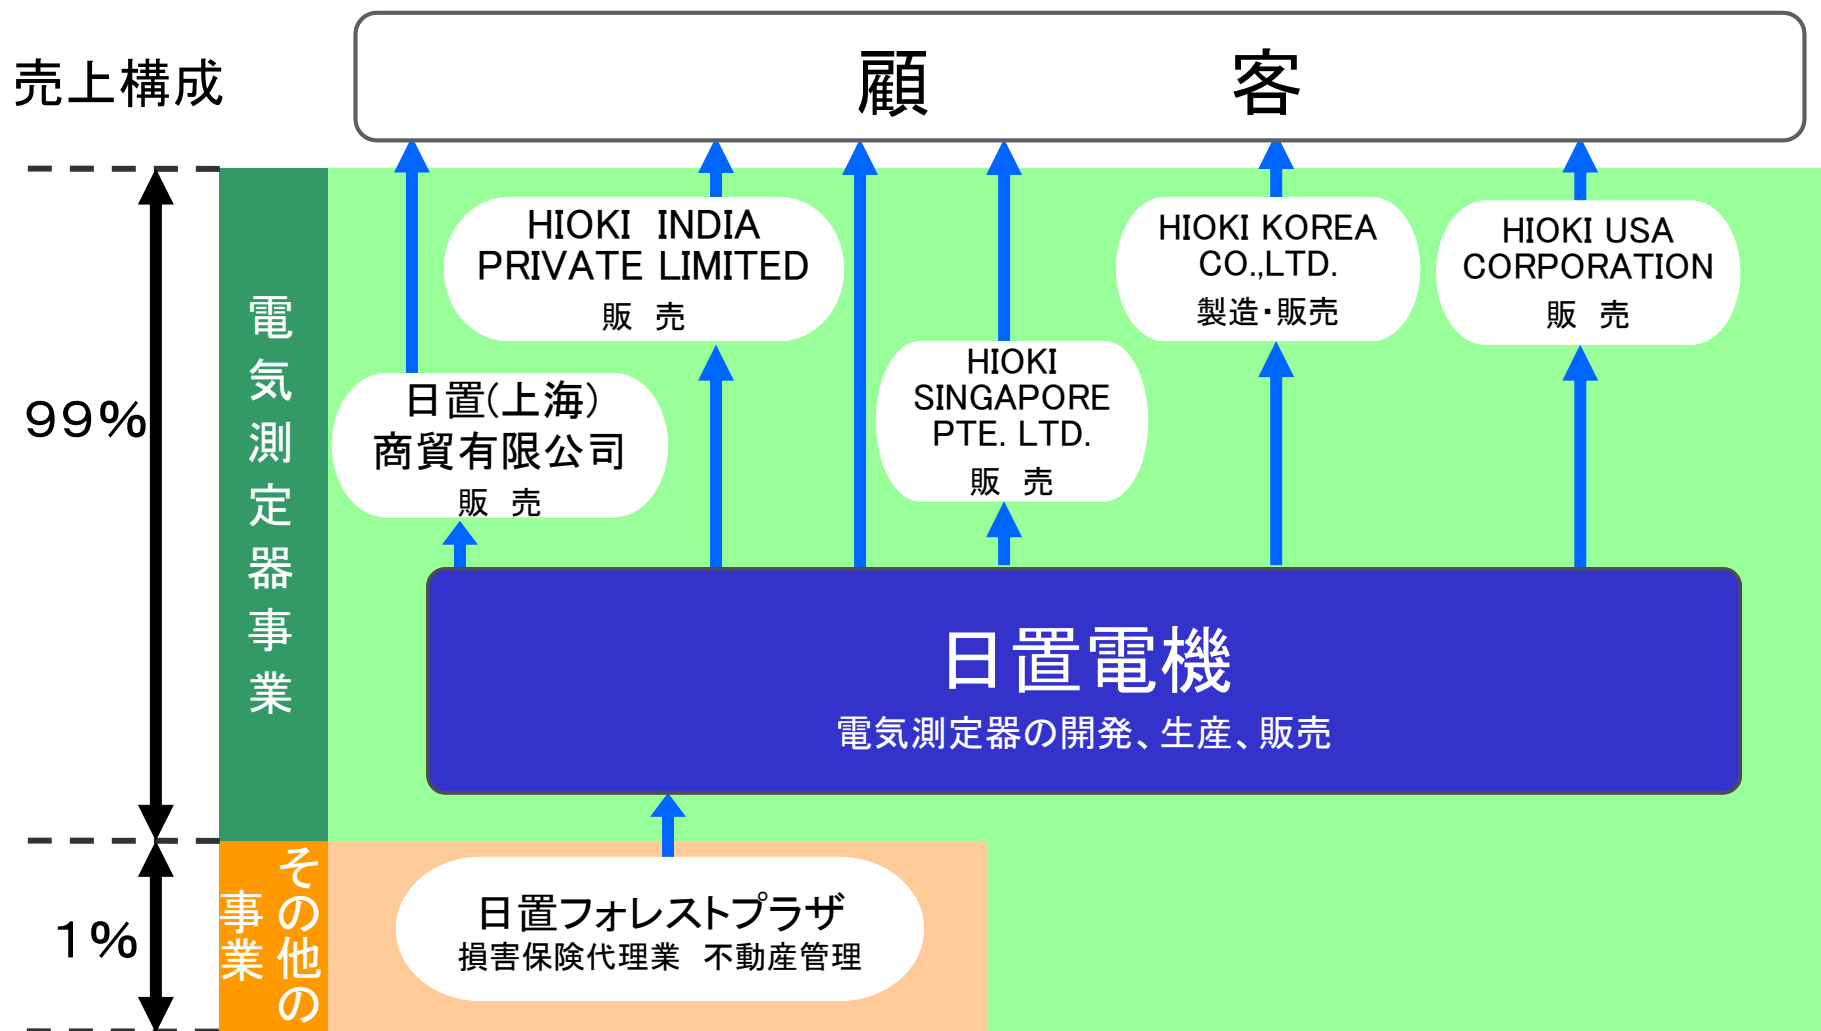 売上構成
顧　客
99%
電気測定器事業
HIOKI　INDIA
PRIVATE LIMITED
販　売
HIOKI KOREA
CO.,LTD.
製造・販売
HIOKI USA
CORPORATION
販　売
日置(上海)
商貿有限公司
販　売
HIOKI
SINGAPORE
PTE. LTD.
販　売
日置電機
電気測定器の開発、生産、販売
1%
その他の
事業
日置フォレストプラザ
損害保険代理業　不動産管理